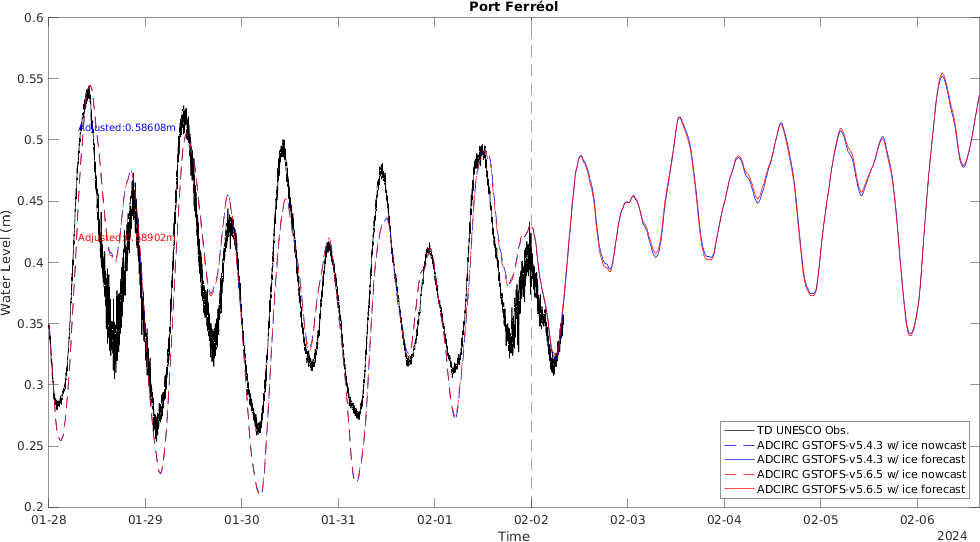 Port Ferréol
Water Level (m)
0.6
0.55
0.5
0.45
0.4
0.35
0.3
0.25
0.2
Adjusted:0.58608m
Adjusted:0.58902m
TD UNESCO Obs.
ADCIRC GSTOFS-v5.4.3 w/ ice nowcast
ADCIRC GSTOFS-v5.4.3 w/ ice forecast
ADCIRC GSTOFS-v5.6.5 w/ ice nowcast
ADCIRC GSTOFS-v5.6.5 w/ ice forecast
01-28 01-29 01-30 01-31 02-01 02-02 02-03 02-04 02-05 02-06
Time
2024